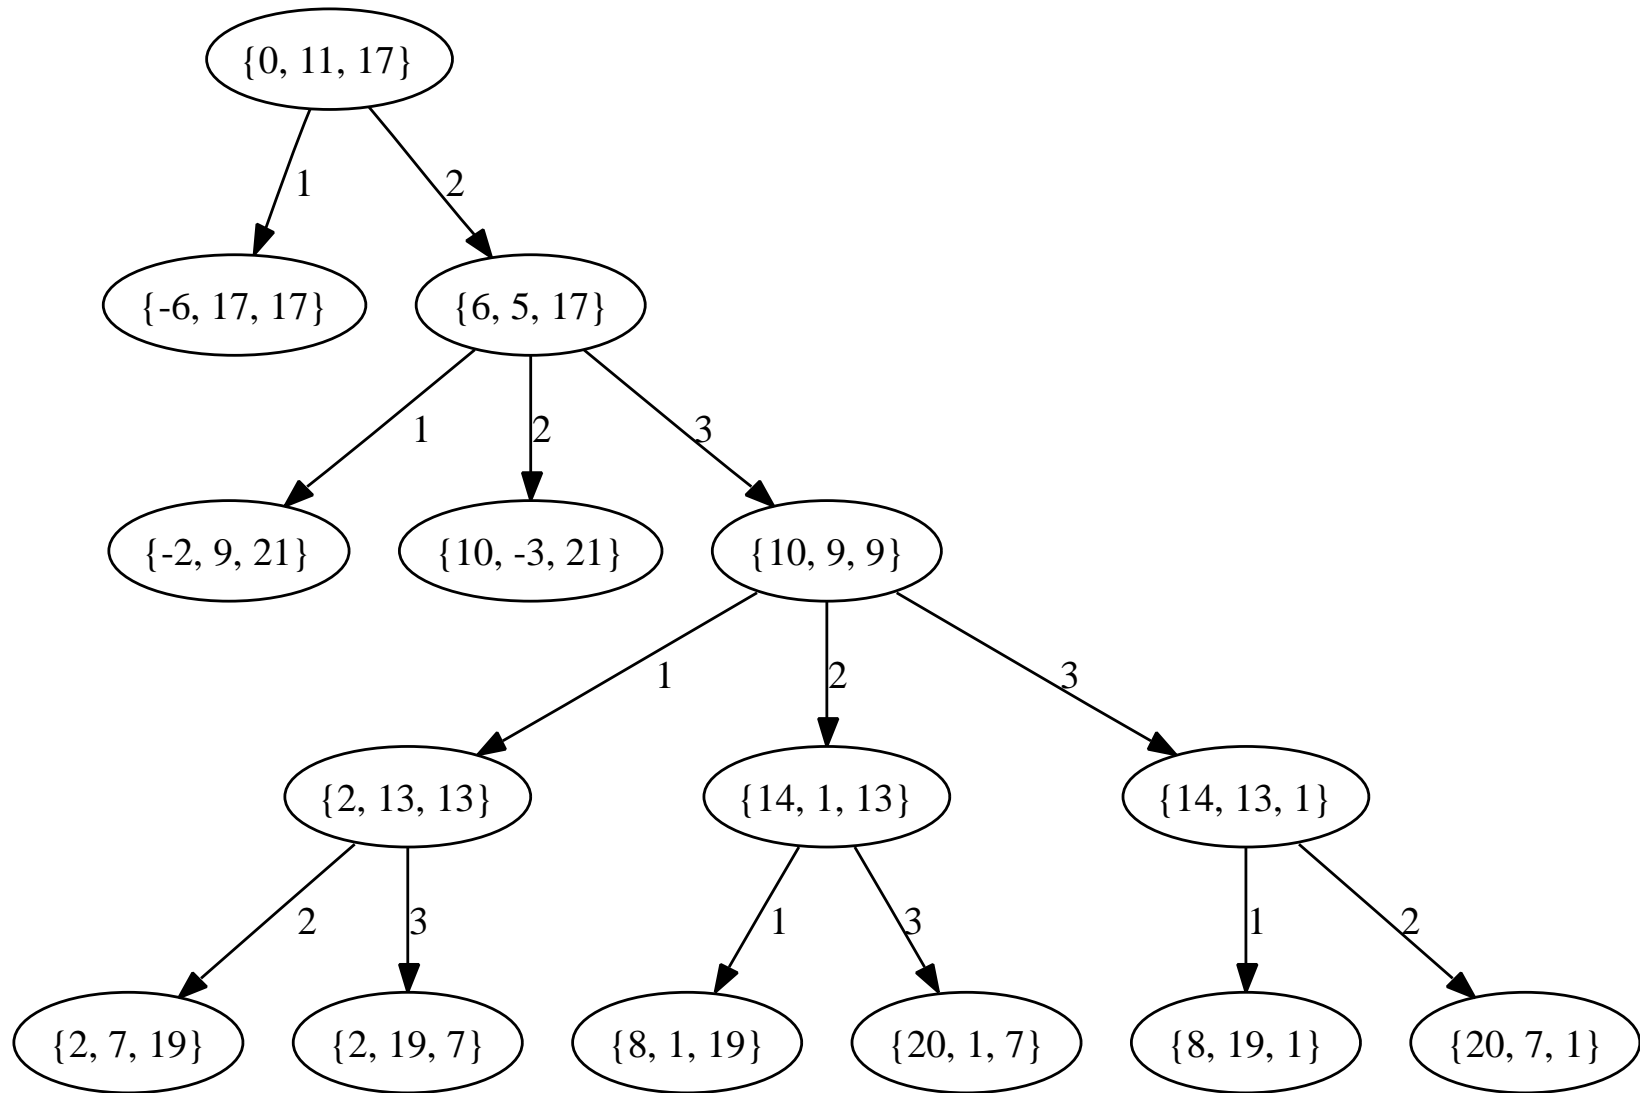 {0, 11, 17}
1
2
{-6, 17, 17}
{6, 5, 17}
1
2
3
{-2, 9, 21}
{10, -3, 21}
{10, 9, 9}
1
2
3
{2, 13, 13}
{14, 1, 13}
{14, 13, 1}
2
3
1
3
1
2
{2, 7, 19}
{2, 19, 7}
{8, 1, 19}
{20, 1, 7}
{8, 19, 1}
{20, 7, 1}